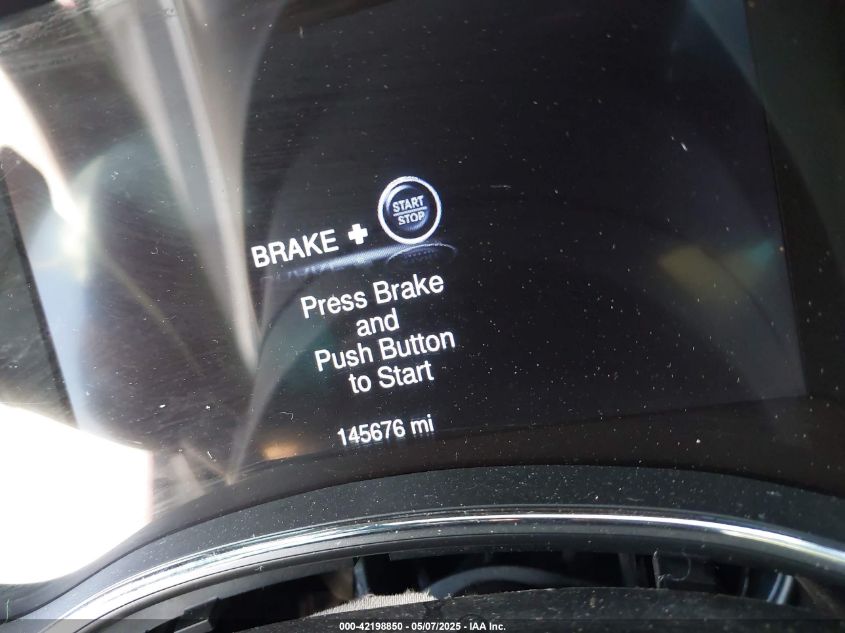 START
STOP
BRAKE +
Press Brake
and
Push Button
to Start
145676 mi
000-42198850 - 05/07/2025 - IAA Inc.